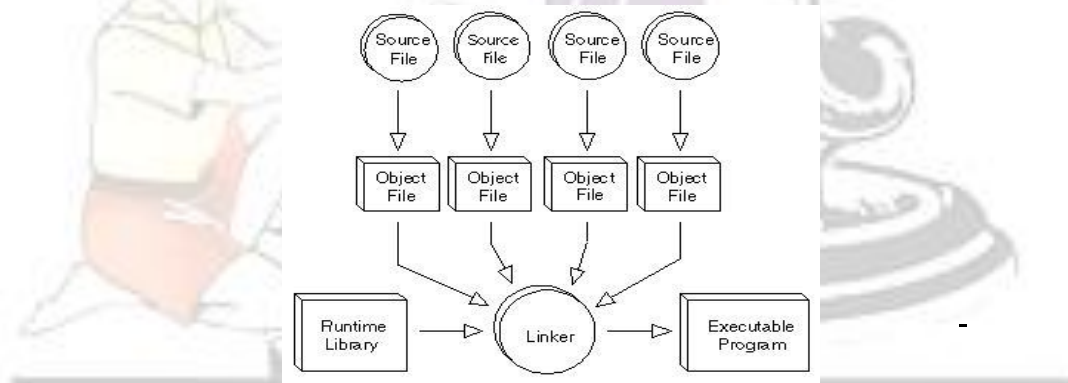 Source
File
Source
File
Source
File
Source
File
Object
File
Object
File
Object
File
Object
File
Runtime
Library
Linker
Executable
Program
-